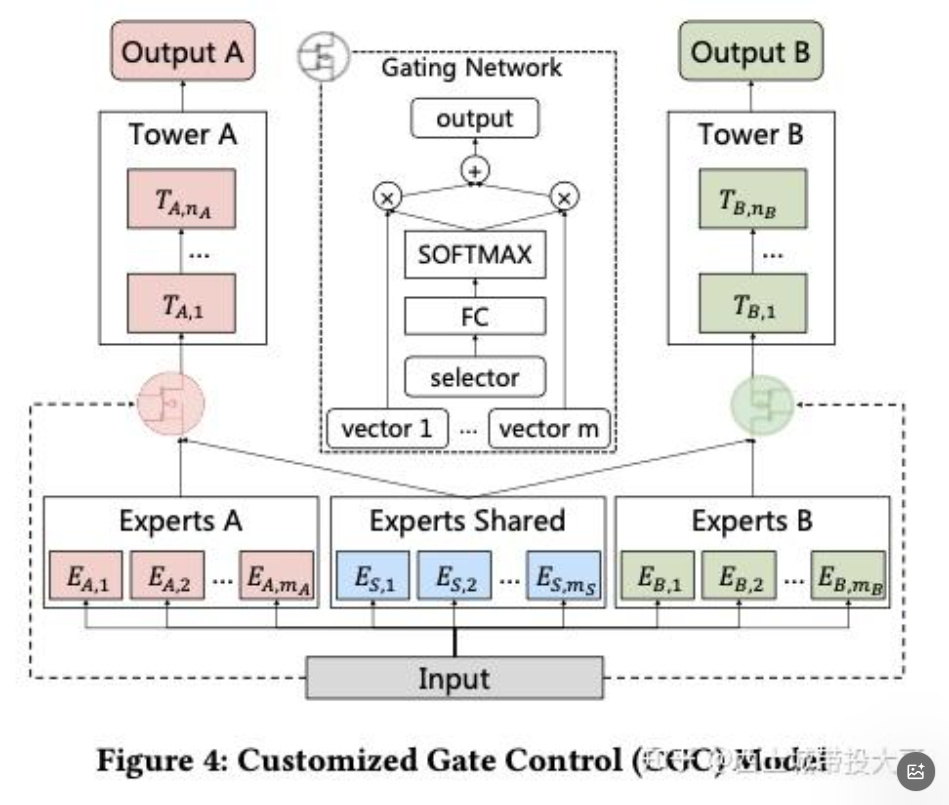 Output A
Output B
Gating Network
output
Tower A
Tower B
+
×
×
T_{A,n_A}
T_{B,n_B}
SOFTMAX
...
...
FC
T_{A,1}
T_{B,1}
selector
vector 1 ... vector m
Experts A
Experts Shared
Experts B
E_{A,1} E_{A,2} ... E_{A,m_A}
E_{S,1} E_{S,2} ... E_{S,m_S}
E_{B,1} E_{B,2} ... E_{B,m_B}
Input
Figure 4: Customized Gate Control (CGC) Model